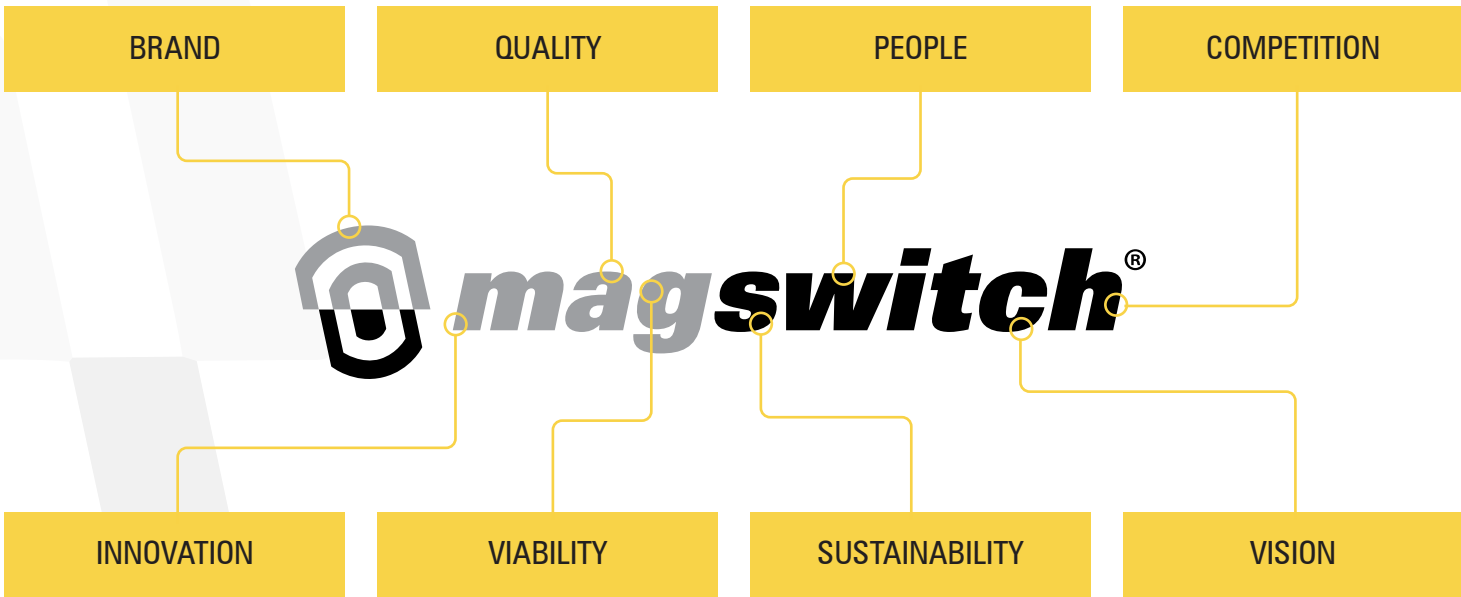 BRAND
QUALITY
PEOPLE
COMPETITION
magswitch®
INNOVATION
VIABILITY
SUSTAINABILITY
VISION